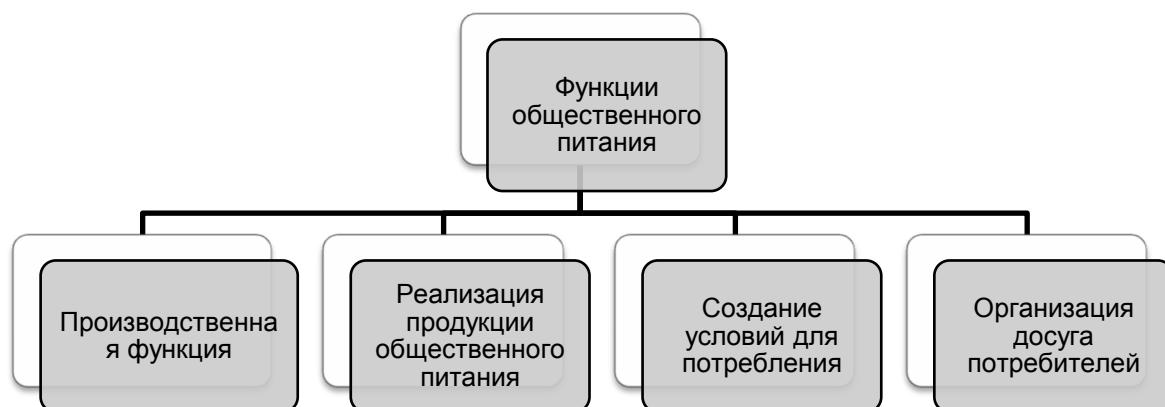 Функции
общественного
питания
Производственна
я функция
Реализация
продукции
общественного
питания
Создание
условий для
потребления
Организация
досуга
потребителей